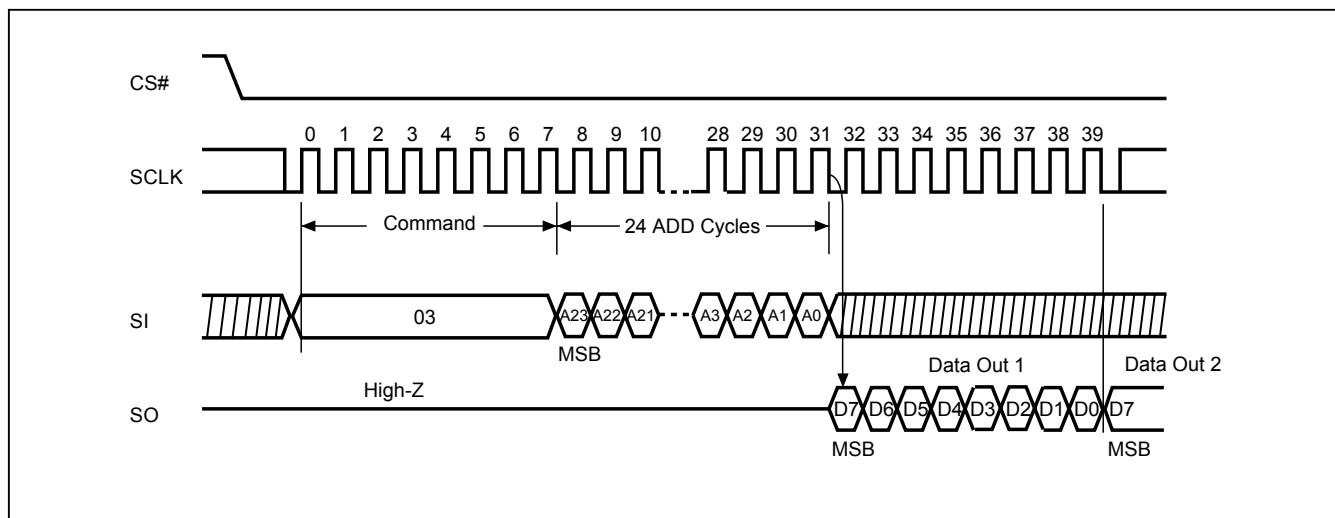 CS#
0 1 2 3 4 5 6 7 8 9 10 28 29 30 31 32 33 34 35 36 37 38 39
SCLK
Command 24 ADD Cycles
SI 03 A23 A22 A21 A3 A2 A1 A0
MSB
Data Out 1 Data Out 2
High-Z
SO D7 D6 D5 D4 D3 D2 D1 D0 D7
MSB MSB